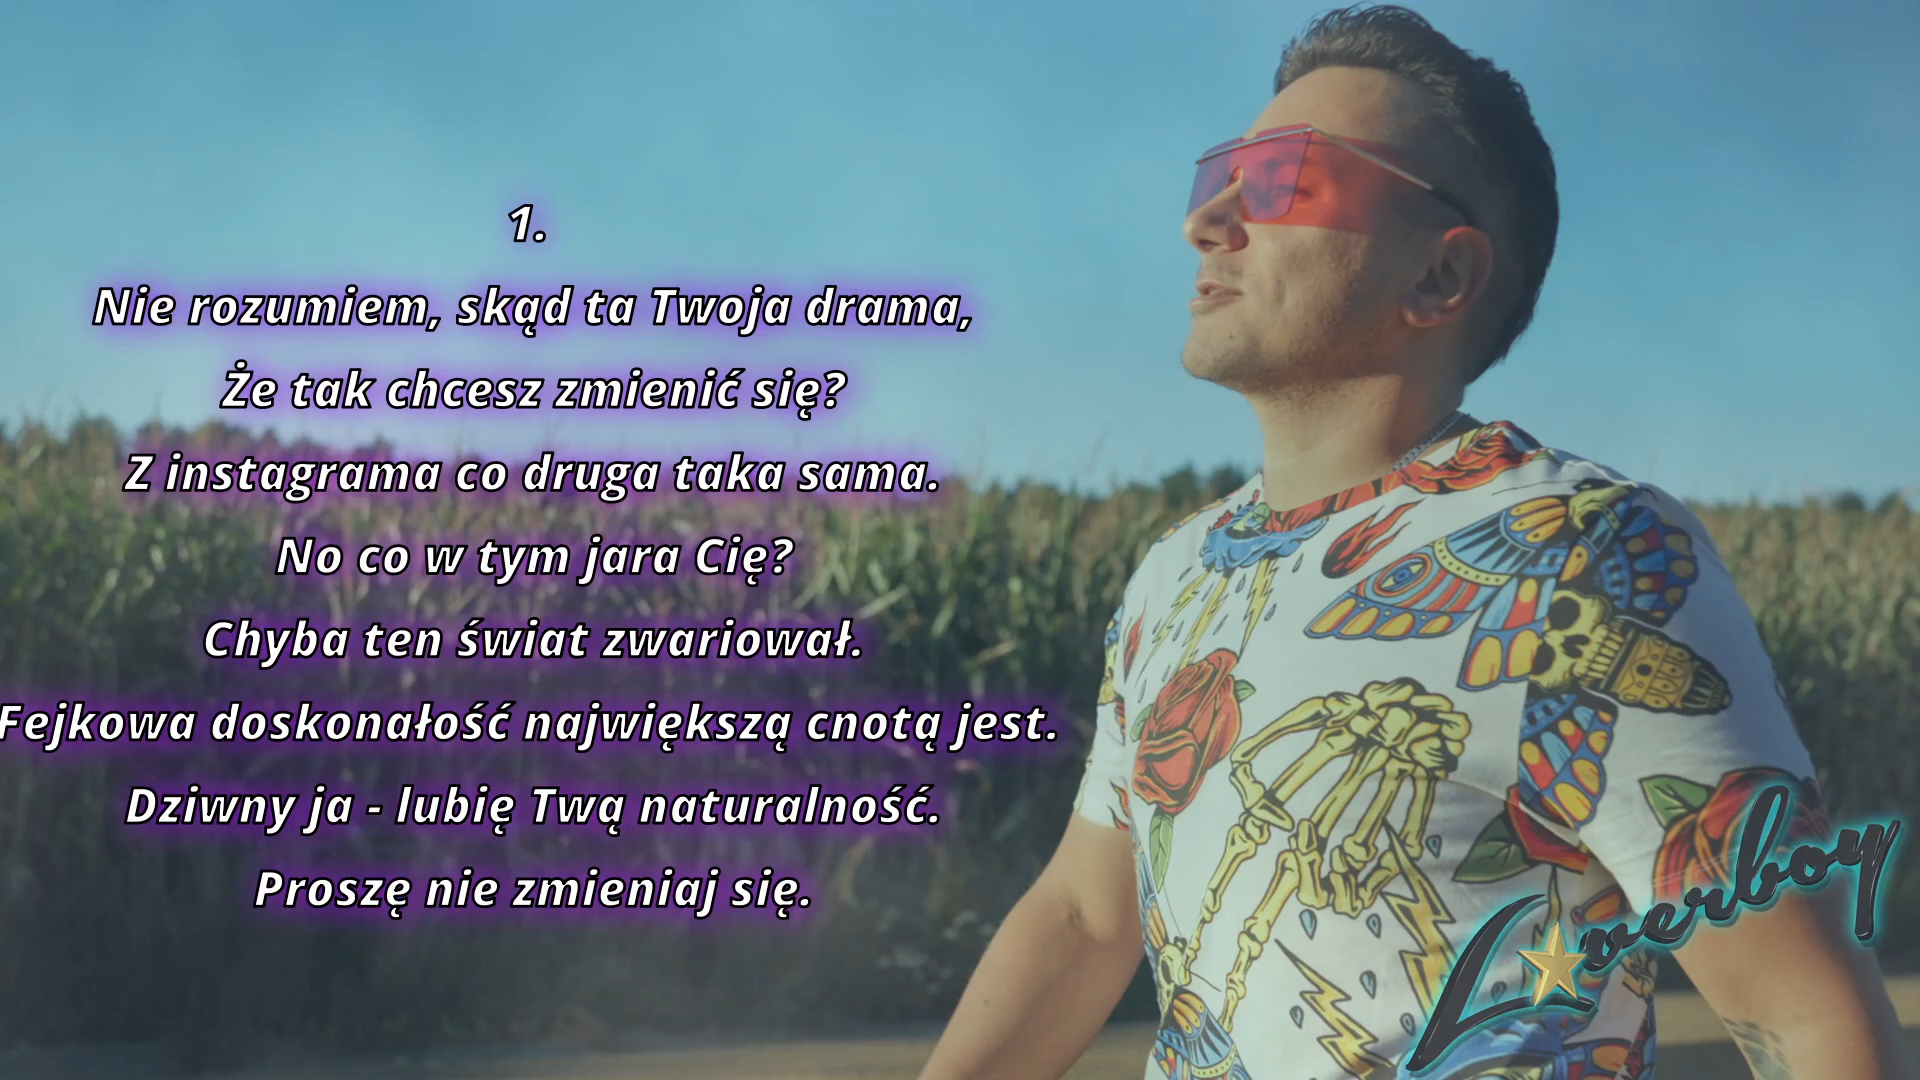 1.
Nie rozumiem, skąd ta Twoja drama,
Że tak chcesz zmienić się?
Z instagrama co druga taka sama.
No co w tym jara Cię?
Chyba ten świat zwariował.
Fejkowa doskonałość największą cnotą jest.
Dziwny ja - lubię Twą naturalność.
Proszę nie zmieniaj się.
Loverboy